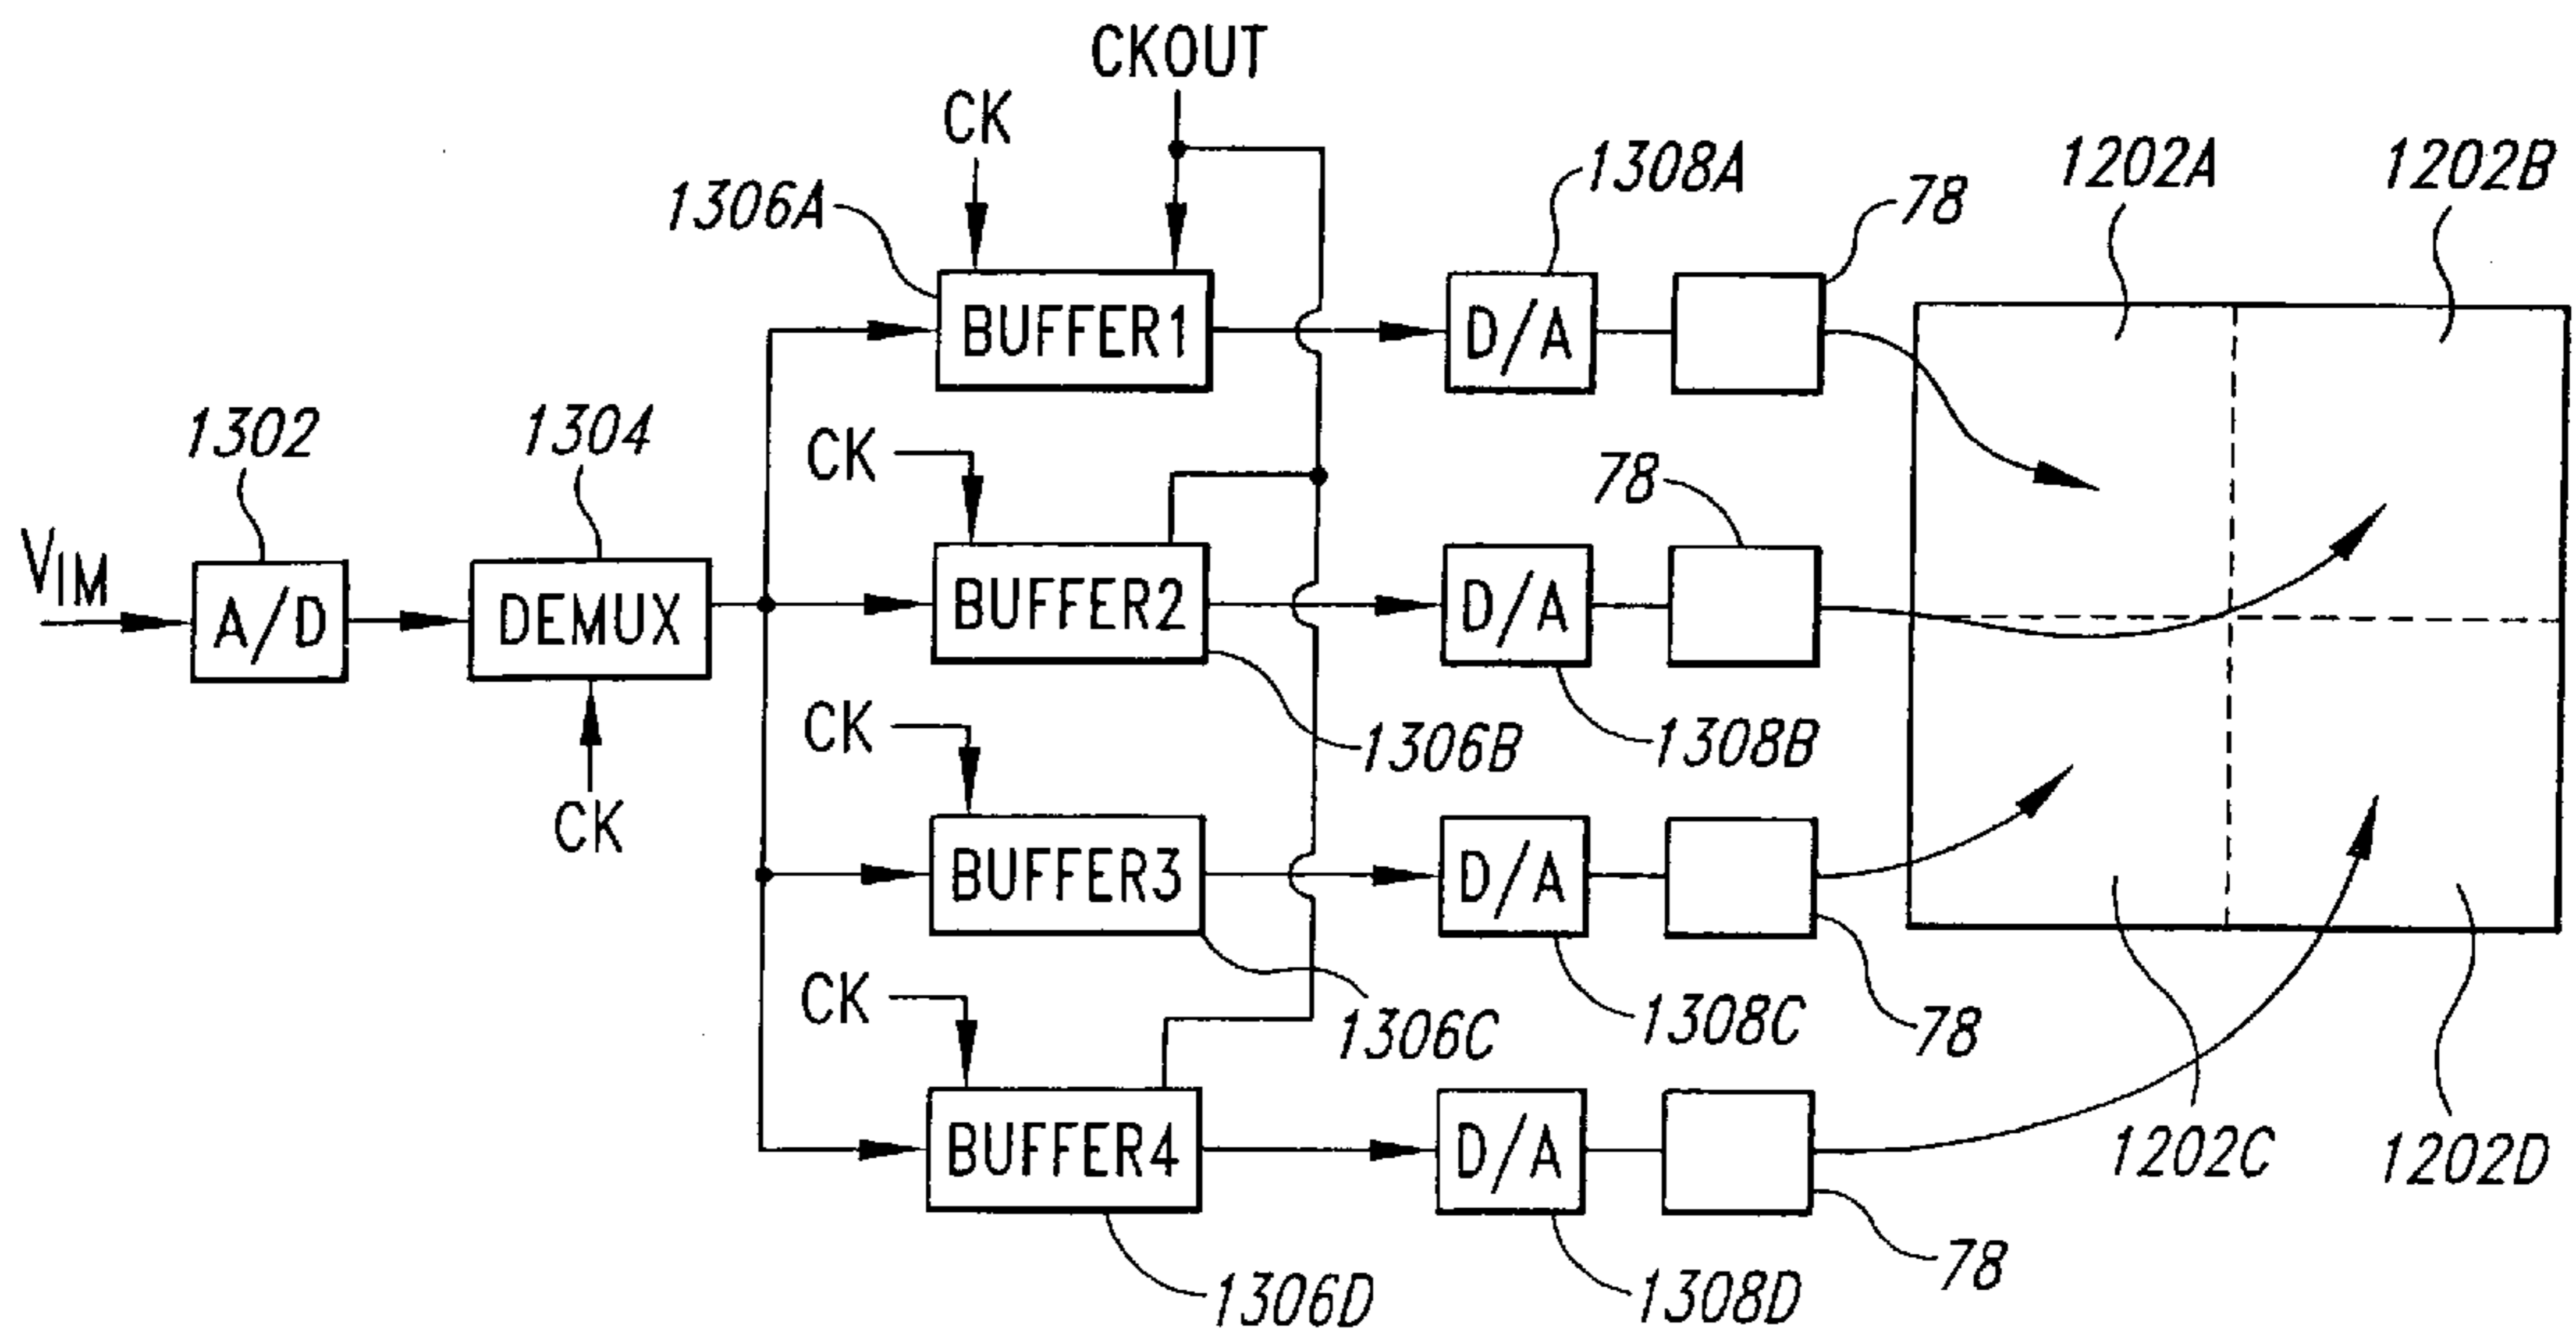 CKOUT
CK
1306A
1308A
78
1202A
1202B
BUFFER1
D/A
1302
1304
CK
78
VIM
A/D
DEMUX
BUFFER2
D/A
CK
CK
1306B
1308B
BUFFER3
D/A
CK
1306C
1308C
78
BUFFER4
D/A
1202C
1202D
1306D
1308D
78